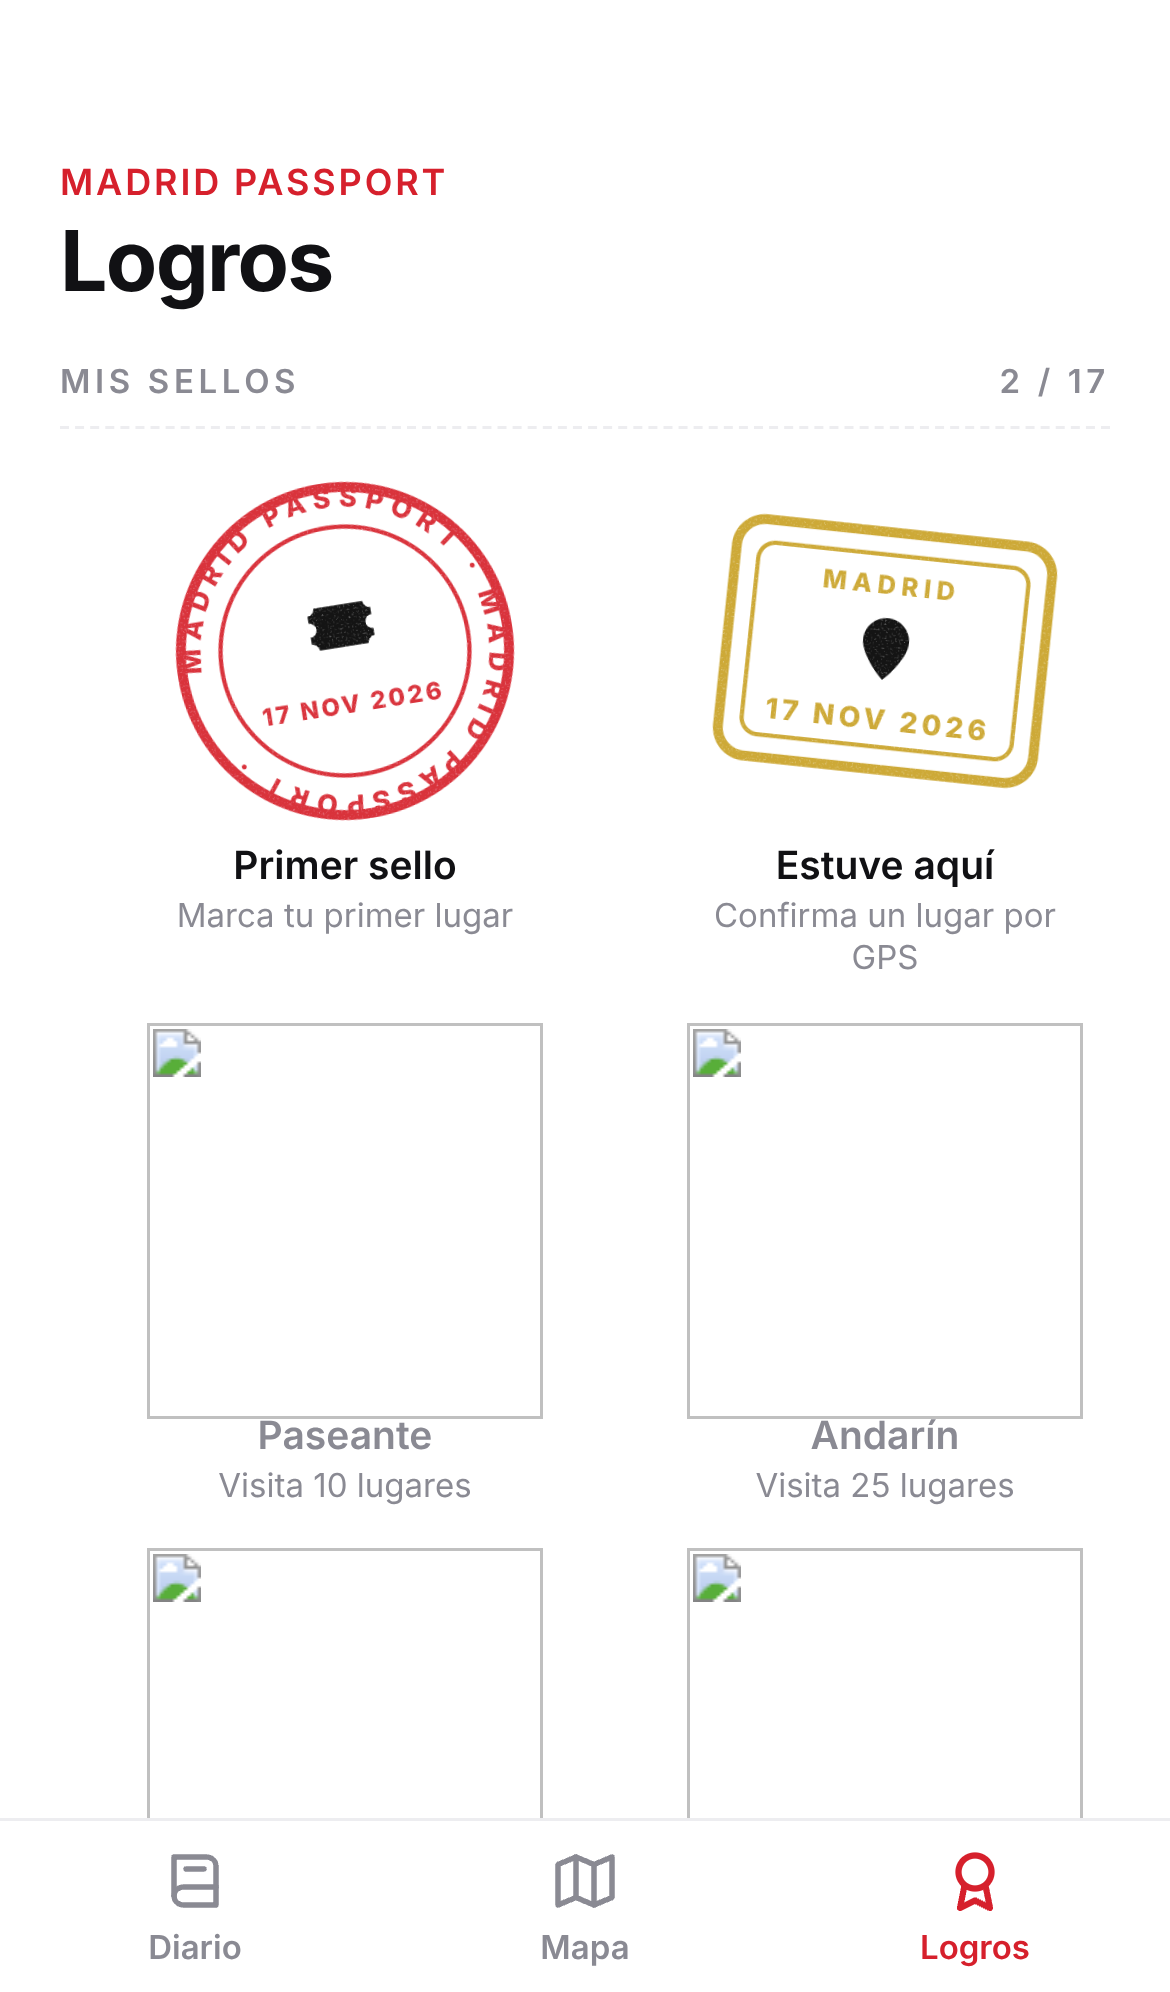 MADRID PASSPORT
Logros
MIS SELLOS
2 / 17
MADRID PASSPORT · MADRID PASSPORT ·
17 NOV 2026
MADRID
17 NOV 2026
Primer sello
Marca tu primer lugar
Estuve aquí
Confirma un lugar por
GPS
Paseante
Visita 10 lugares
Andarín
Visita 25 lugares
Diario
Mapa
Logros